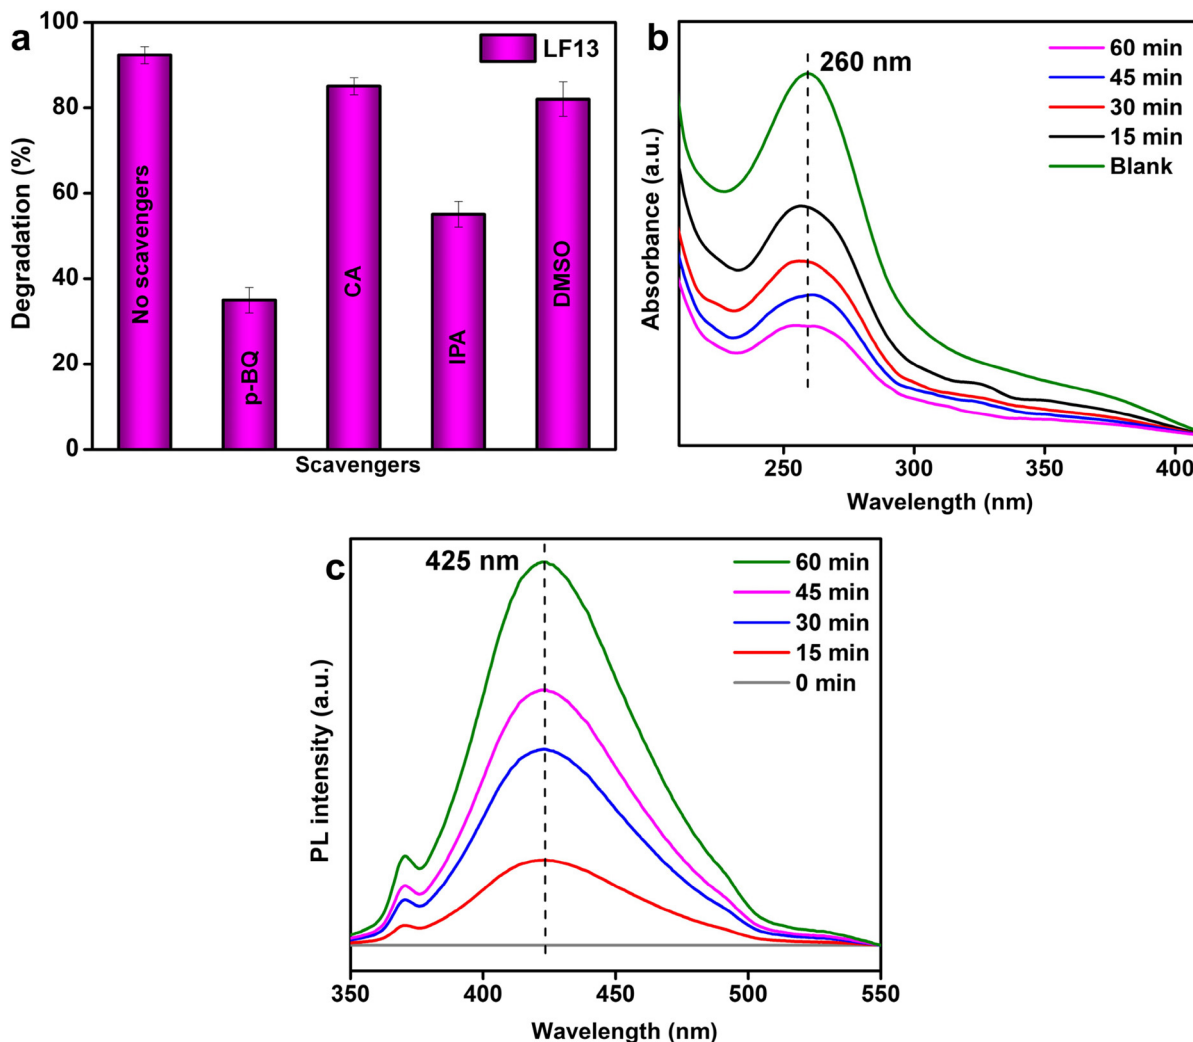 a
LF13
Degradation (%)
100
80
60
40
20
0
No scavengers
p-BQ
CA
IPA
DMSO
Scavengers
b
260 nm
60 min
45 min
30 min
15 min
Blank
Absorbance (a.u.)
250
300
350
400
Wavelength (nm)
c
425 nm
60 min
45 min
30 min
15 min
0 min
PL intensity (a.u.)
350
400
450
500
550
Wavelength (nm)